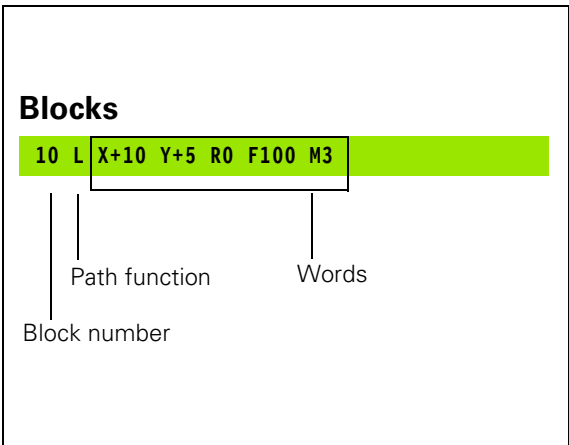 Blocks
10 L X+10 Y+5 R0 F100 M3
Path function Words
Block number